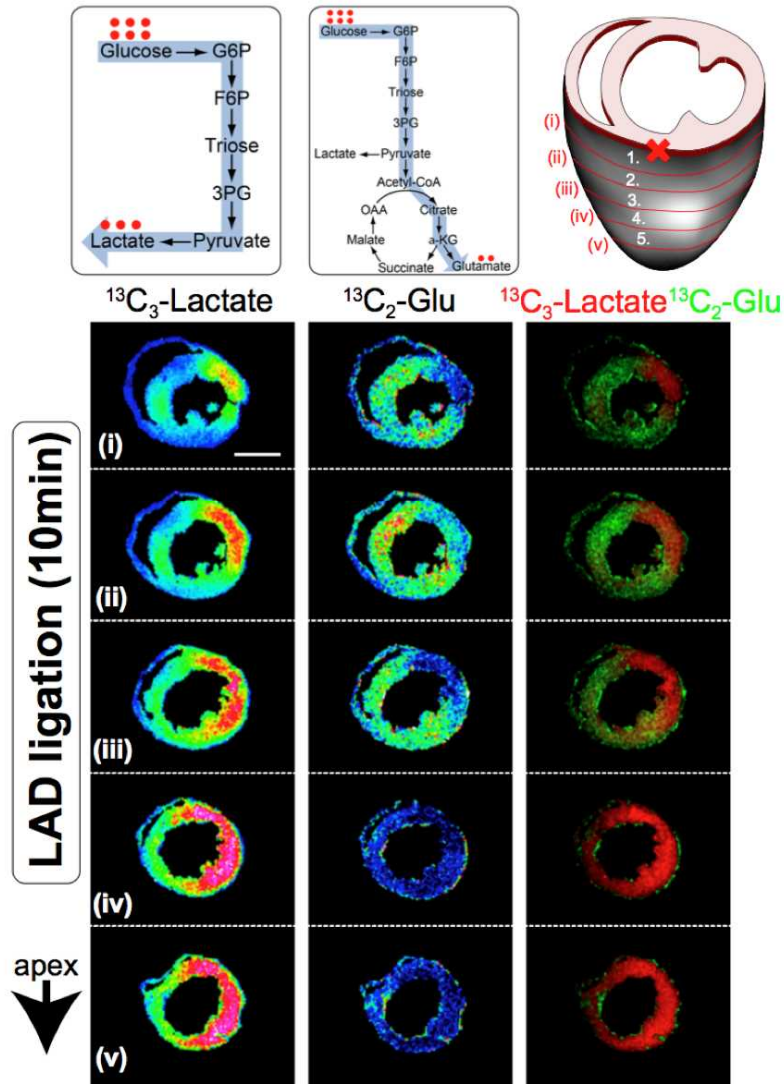 Glucose G6P
F6P
Triose
3PG
Lactate Pyruvate
Glucose G6P
F6P
Triose
3PG
Lactate Pyruvate
Acetyl-CoA
OAA Citrate
Malate a-KG
Succinate Glutamate
(i)
(ii)
(iii)
(iv)
(v)
1.
2.
3.
4.
5.
¹³C₃-Lactate ¹³C₂-Glu ¹³C₃-Lactate¹³C₂-Glu
LAD ligation (10min)
apex
(i)
(ii)
(iii)
(iv)
(v)